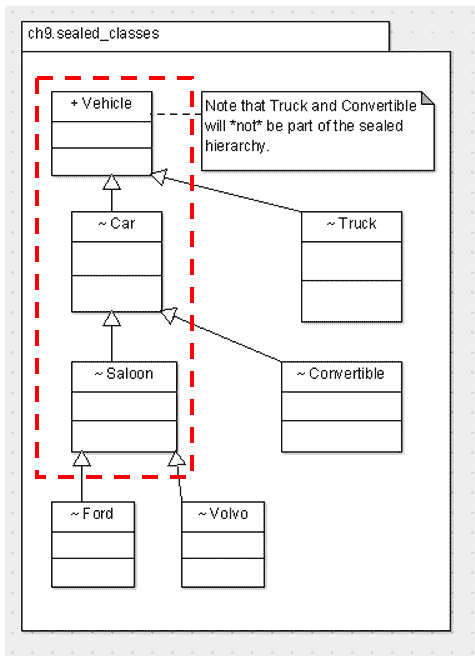 ch9.sealed_classes
+ Vehicle
Note that Truck and Convertible
will *not* be part of the sealed
hierarchy.
~ Car
~ Truck
~ Saloon
~ Convertible
~ Ford
~ Volvo